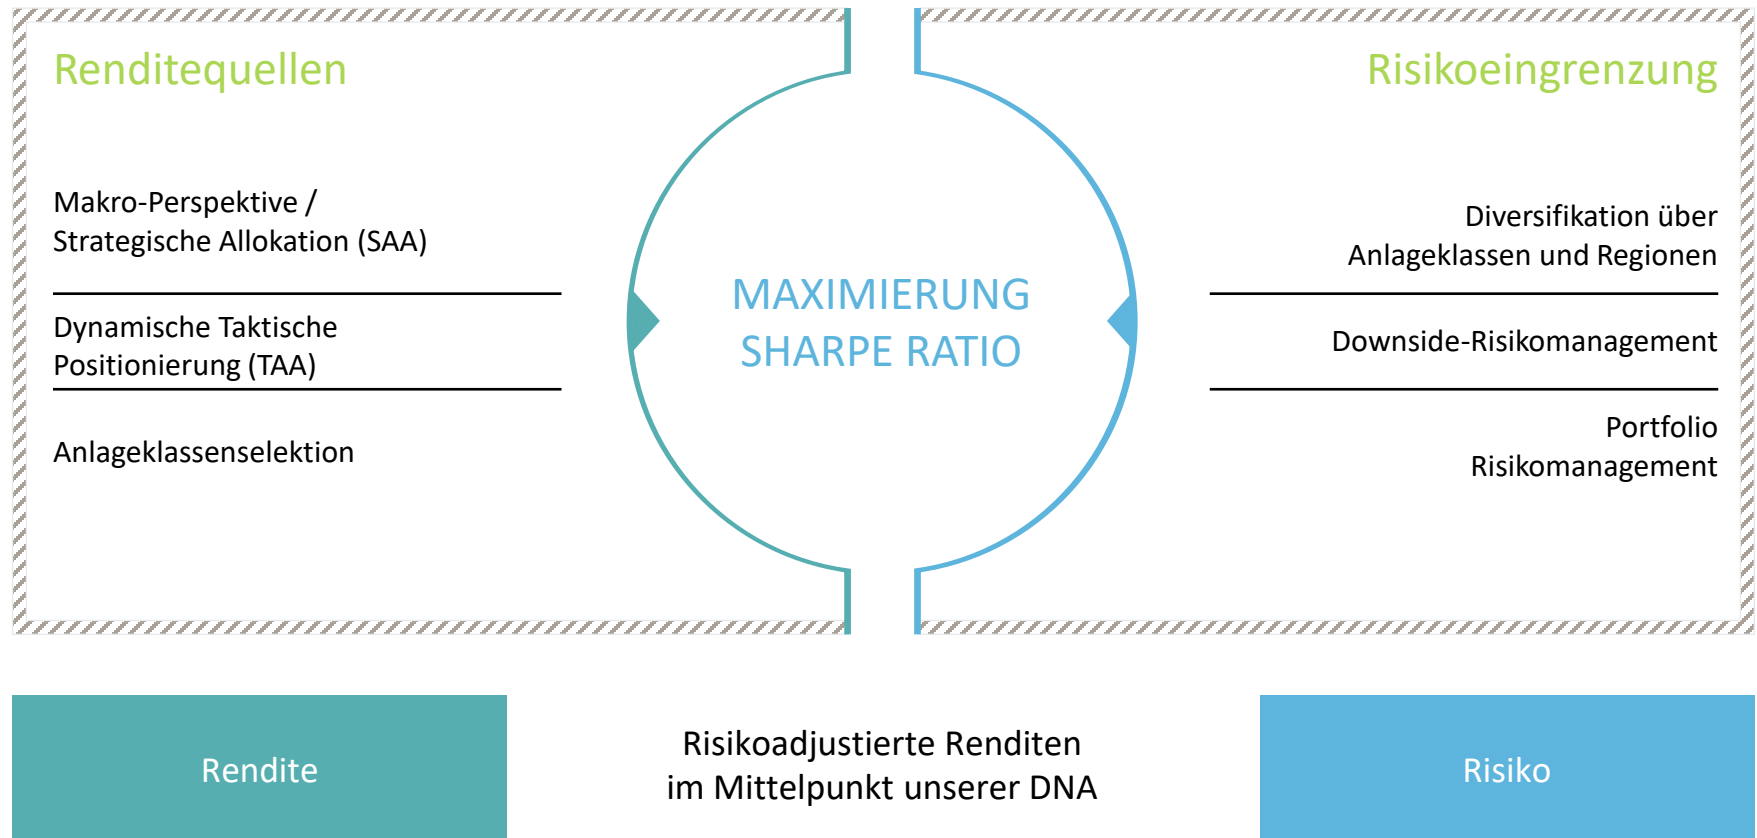 Renditequellen
Makro-Perspektive /
Strategische Allokation (SAA)
Dynamische Taktische
Positionierung (TAA)
Anlageklassenselektion
MAXIMIERUNG
SHARPE RATIO
Risikoeingrenzung
Diversifikation über
Anlageklassen und Regionen
Downside-Risikomanagement
Portfolio
Risikomanagement
Rendite
Risikoadjustierte Renditen
im Mittelpunkt unserer DNA
Risiko